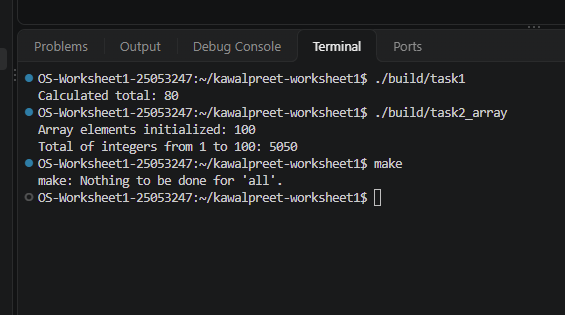 Problems Output Debug Console Terminal Ports
OS-Worksheet1-25053247:~/kawalpreet-worksheet1$ ./build/task1
Calculated total: 80
OS-Worksheet1-25053247:~/kawalpreet-worksheet1$ ./build/task2_array
Array elements initialized: 100
Total of integers from 1 to 100: 5050
OS-Worksheet1-25053247:~/kawalpreet-worksheet1$ make
make: Nothing to be done for 'all'.
OS-Worksheet1-25053247:~/kawalpreet-worksheet1$